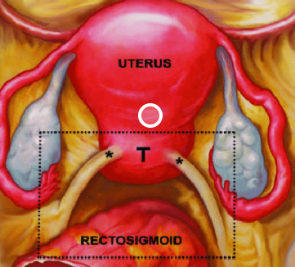 UTERUS
* T *
RECTOSIGMOID